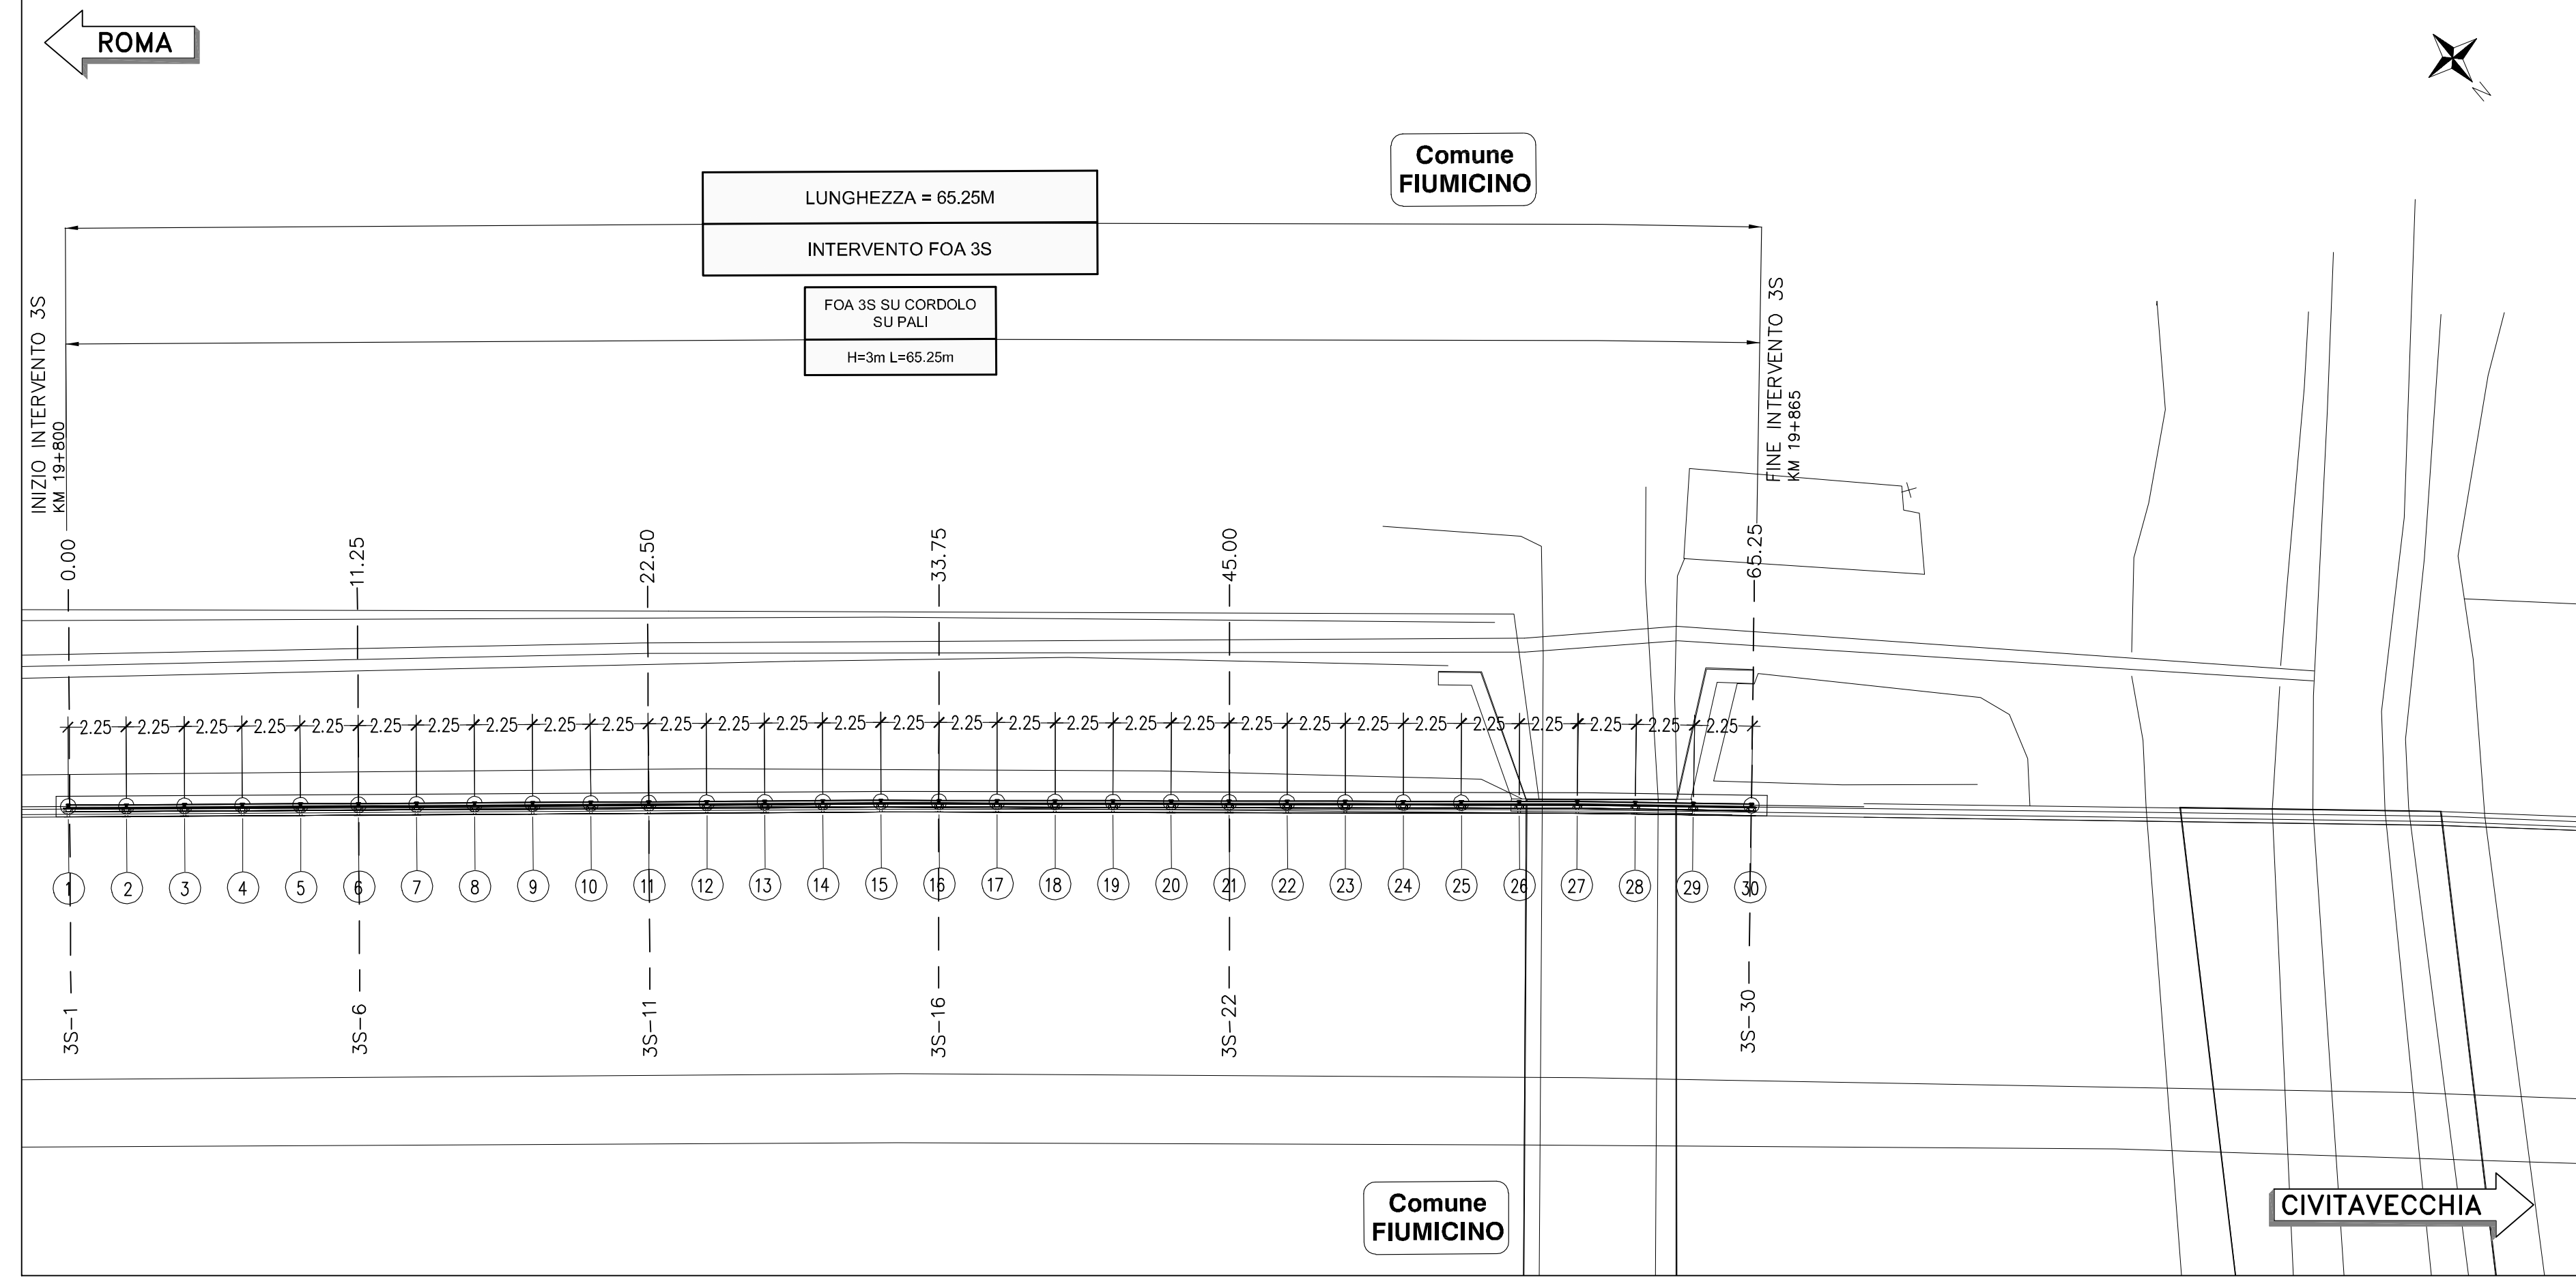 ROMA
N
Comune
FIUMICINO
LUNGHEZZA = 65.25M
INTERVENTO FOA 3S
FOA 3S SU CORDOLO
SU PALI
H=3m L=65.25m
INIZIO INTERVENTO 3S
KM 19+800
FINE INTERVENTO 3S
KM 19+865
0.00
11.25
22.50
33.75
45.00
65.25
2.25 2.25 2.25 2.25 2.25 2.25 2.25 2.25 2.25 2.25 2.25 2.25 2.25 2.25 2.25 2.25 2.25 2.25 2.25 2.25 2.25 2.25 2.25 2.25 2.25 2.25 2.25 2.25 2.25
1 2 3 4 5 6 7 8 9 10 11 12 13 14 15 16 17 18 19 20 21 22 23 24 25 26 27 28 29 30
3S-1
3S-6
3S-11
3S-16
3S-22
3S-30
Comune
FIUMICINO
CIVITAVECCHIA